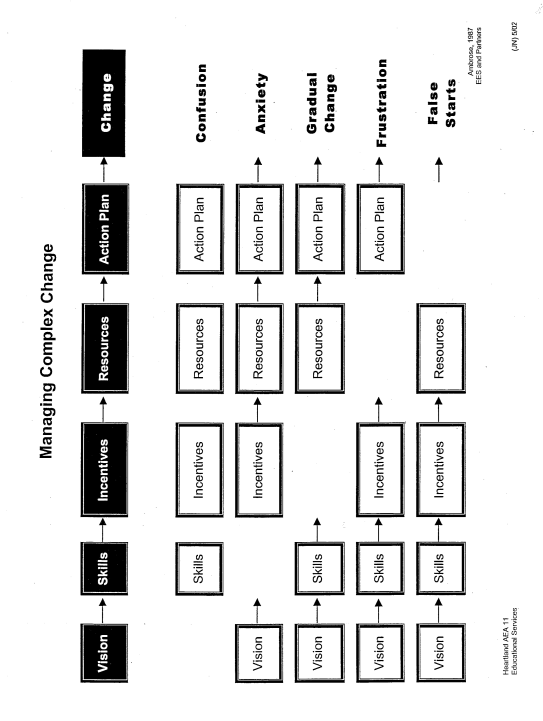 Managing Complex Change
Vision
Skills
Incentives
Resources
Action Plan
Change
Skills
Incentives
Resources
Action Plan
Confusion
Vision
Incentives
Resources
Action Plan
Anxiety
Vision
Skills
Resources
Action Plan
Gradual
Change
Vision
Skills
Incentives
Action Plan
Frustration
Vision
Skills
Incentives
Resources
False
Starts
Ambrose, 1987
EES and Partners
Heartland AEA 11
Educational Services
(JN) 5/02